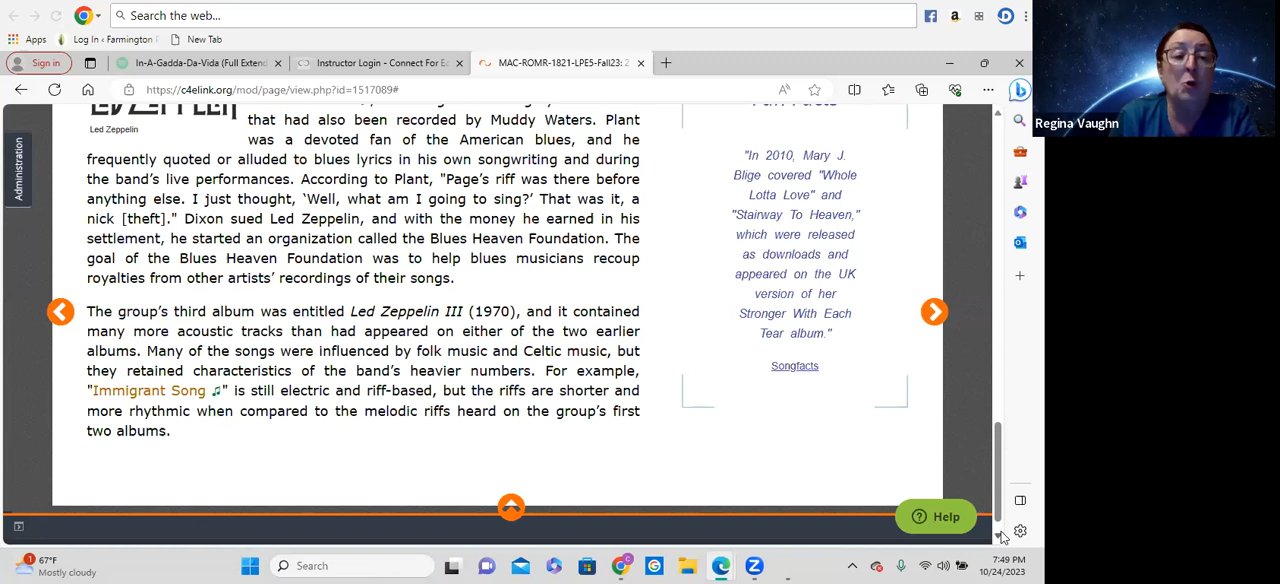 Search the web...
Apps
Log In ‹ Farmington
New Tab
Sign in
In-A-Gadda-Da-Vida (Full Extend
Instructor Login - Connect For E
MAC-ROMR-1821-LPE5-Fall23: 2
https://c4elink.org/mod/page/view.php?id=1517089#
Regina Vaughn
Administration
Led Zeppelin
that had also been recorded by Muddy Waters. Plant
was a devoted fan of the American blues, and he
frequently quoted or alluded to blues lyrics in his own songwriting and during
the band's live performances. According to Plant, "Page's riff was there before
anything else. I just thought, 'Well, what am I going to sing?' That was it, a
nick [theft]." Dixon sued Led Zeppelin, and with the money he earned in his
settlement, he started an organization called the Blues Heaven Foundation. The
goal of the Blues Heaven Foundation was to help blues musicians recoup
royalties from other artists' recordings of their songs.
The group's third album was entitled Led Zeppelin III (1970), and it contained
many more acoustic tracks than had appeared on either of the two earlier
albums. Many of the songs were influenced by folk music and Celtic music, but
they retained characteristics of the band's heavier numbers. For example,
"Immigrant Song ♫" is still electric and riff-based, but the riffs are shorter and
more rhythmic when compared to the melodic riffs heard on the group's first
two albums.
"In 2010, Mary J.
Blige covered "Whole
Lotta Love" and
"Stairway To Heaven,"
which were released
as downloads and
appeared on the UK
version of her
Stronger With Each
Tear album."
Songfacts
Help
67°F
Mostly cloudy
Search
7:49 PM
10/24/2023